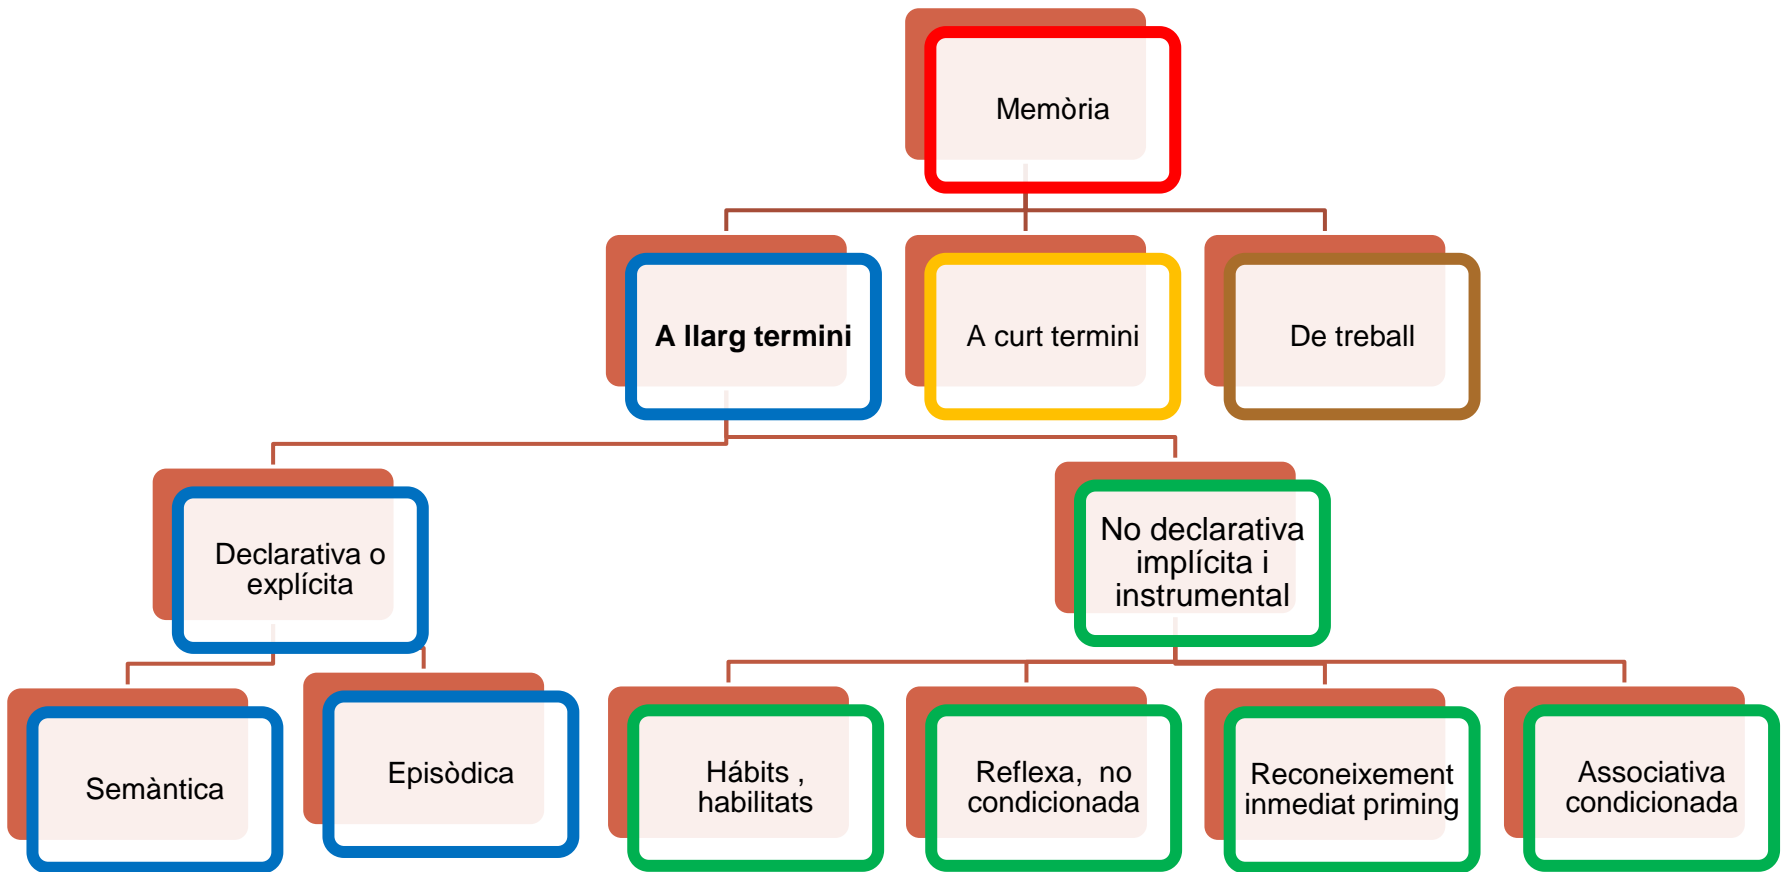 Memòria
A llarg termini
A curt termini
De treball
Declarativa o
explícita
No declarativa
implícita i
instrumental
Semàntica
Episòdica
Hábits ,
habilitats
Reflexa, no
condicionada
Reconeixement
inmediat priming
Associativa
condicionada